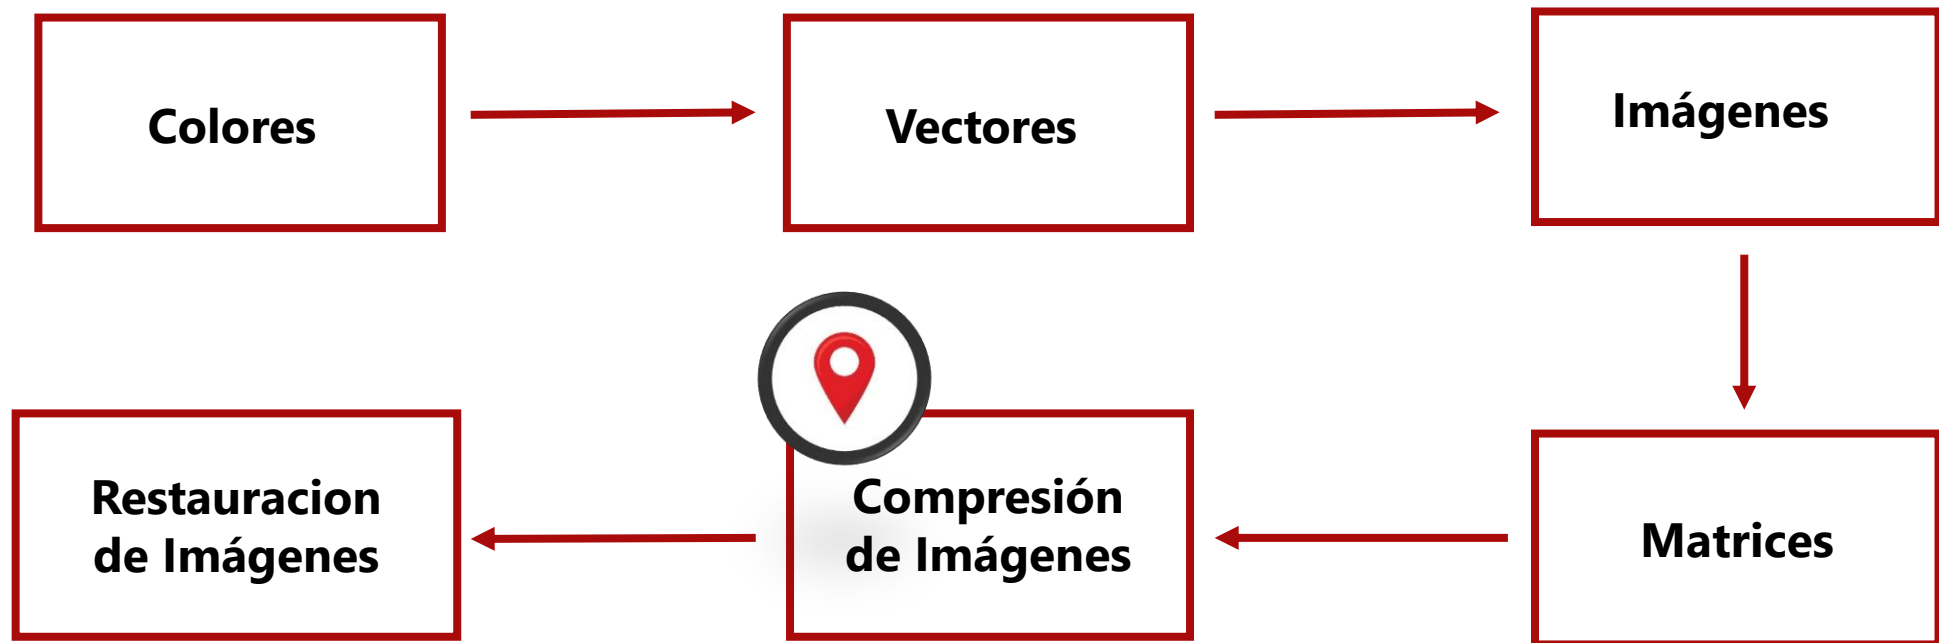 Colores
Vectores
Imágenes
Restauracion
de Imágenes
Compresión
de Imágenes
Matrices